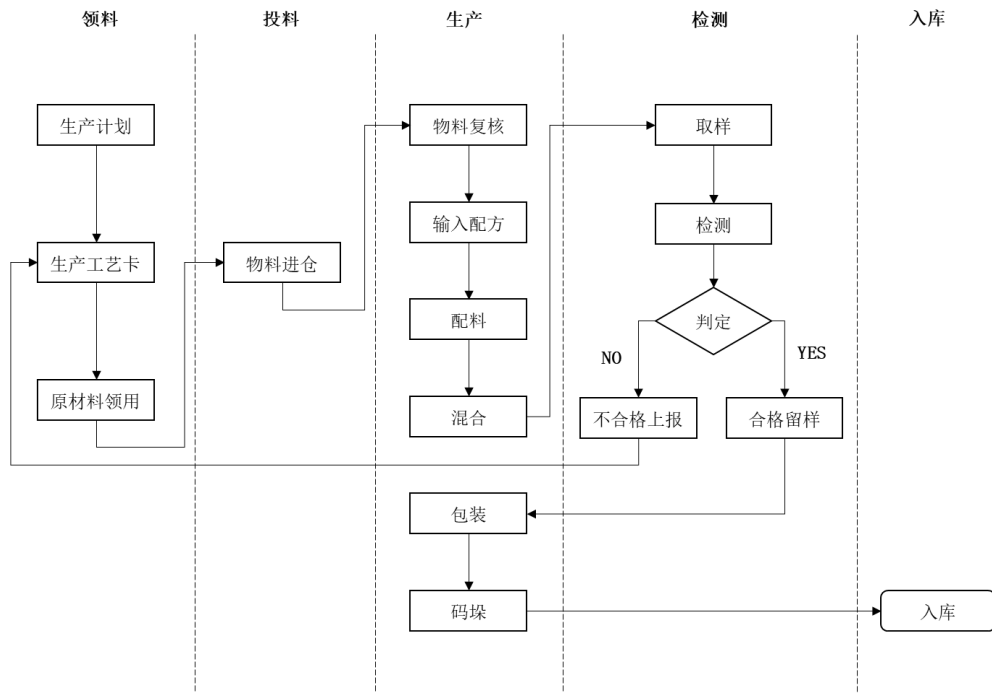 领料
投料
生产
检测
入库
生产计划
物料复核
取样
输入配方
检测
生产工艺卡
物料进仓
配料
判定
NO
YES
原材料领用
混合
不合格上报
合格留样
包装
码垛
入库